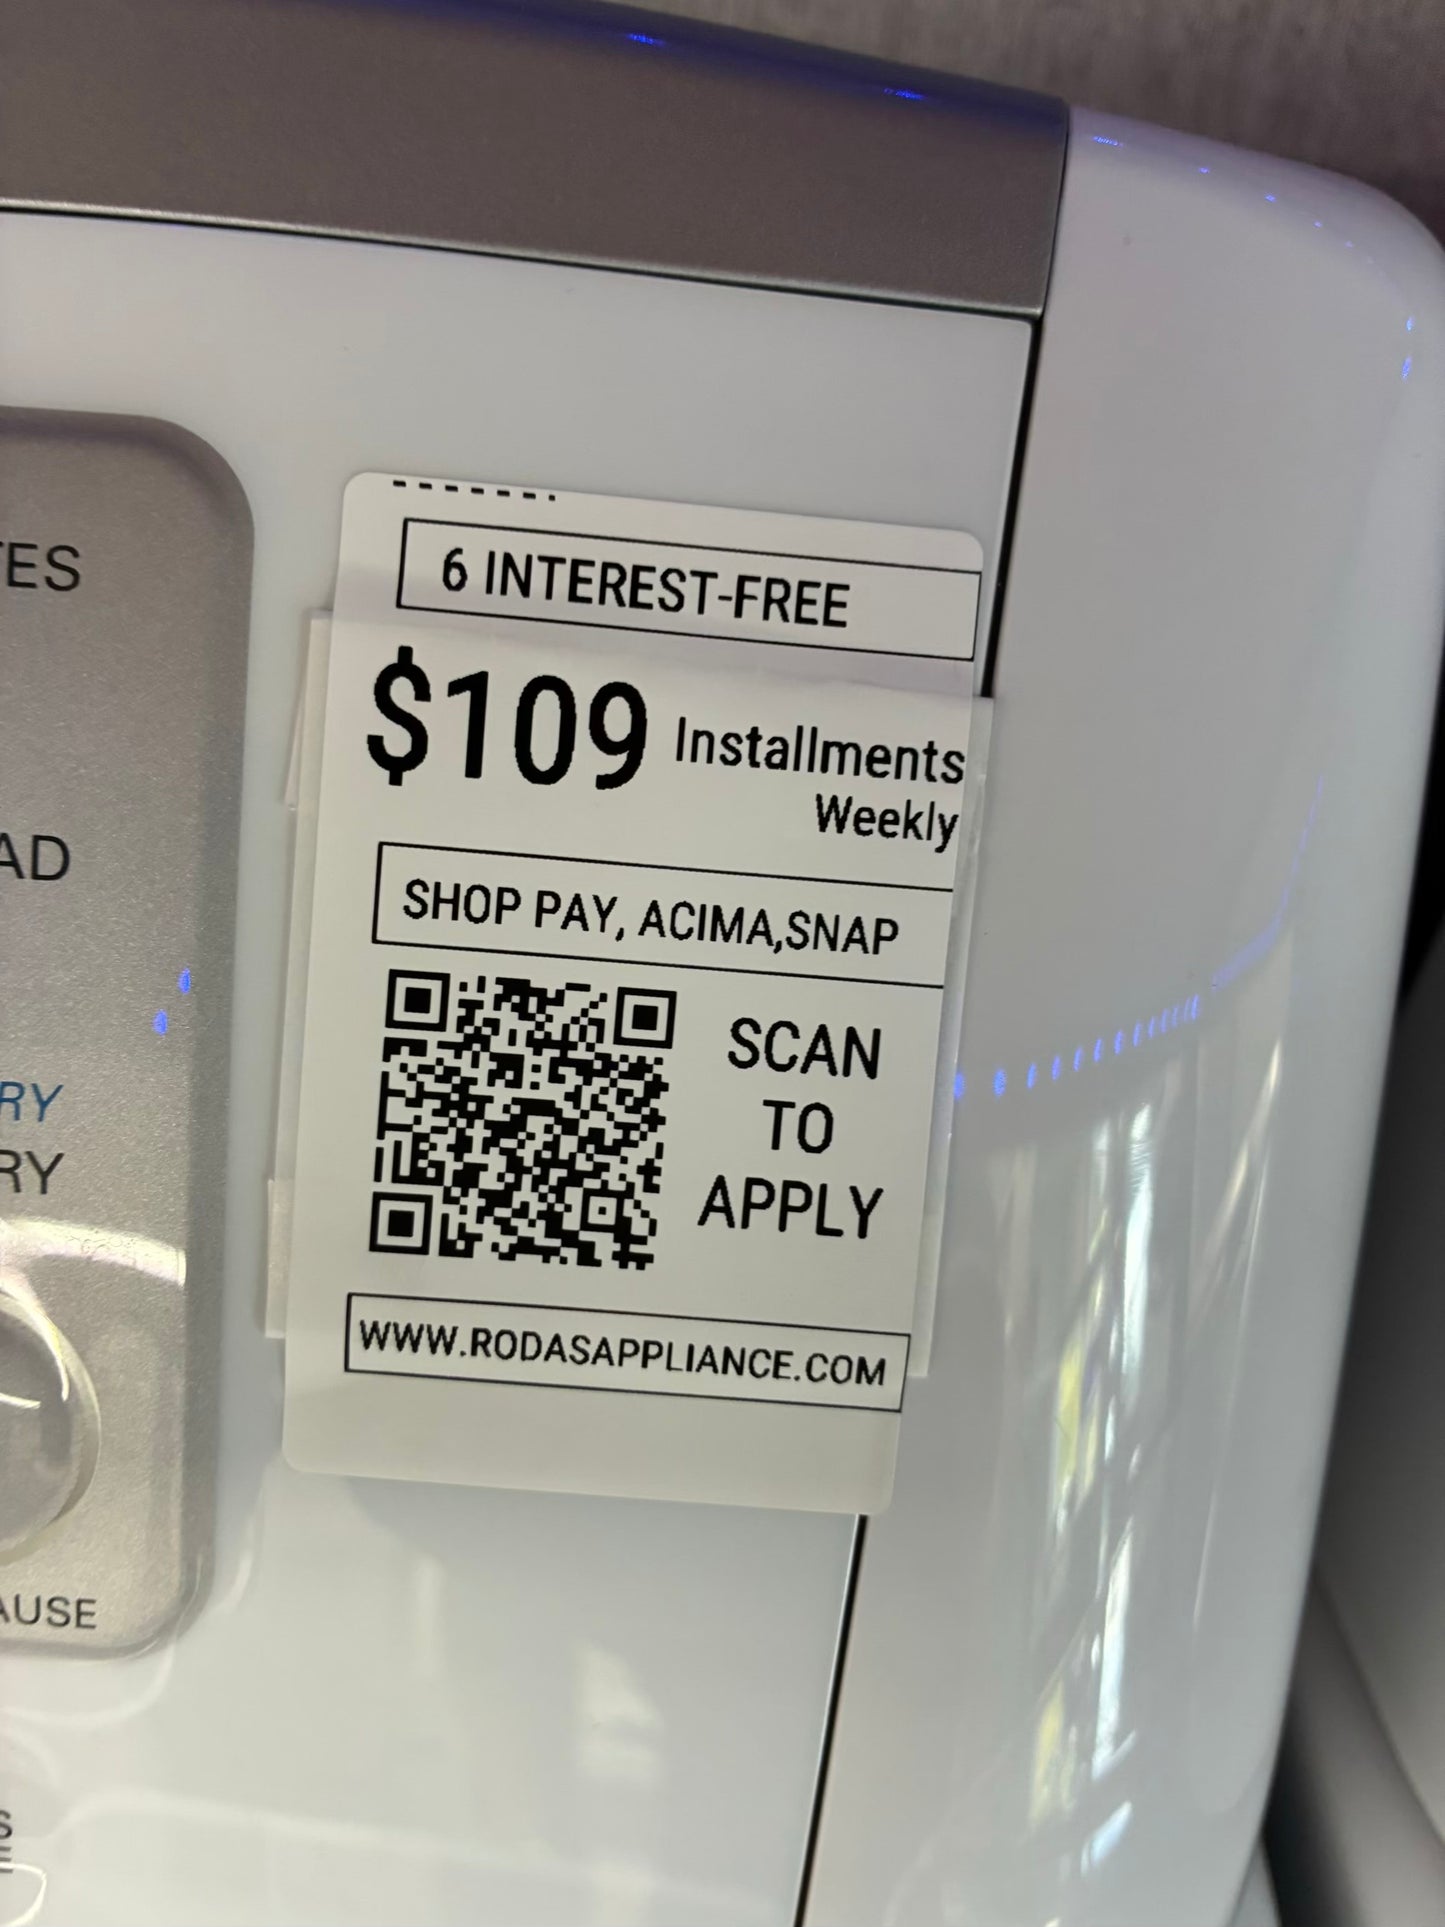 6 INTEREST-FREE
$109 Installments
Weekly
SHOP PAY, ACIMA,SNAP
SCAN
TO
APPLY
WWW.RODASAPPLIANCE.COM
TES
AD
RY
RY
AUSE